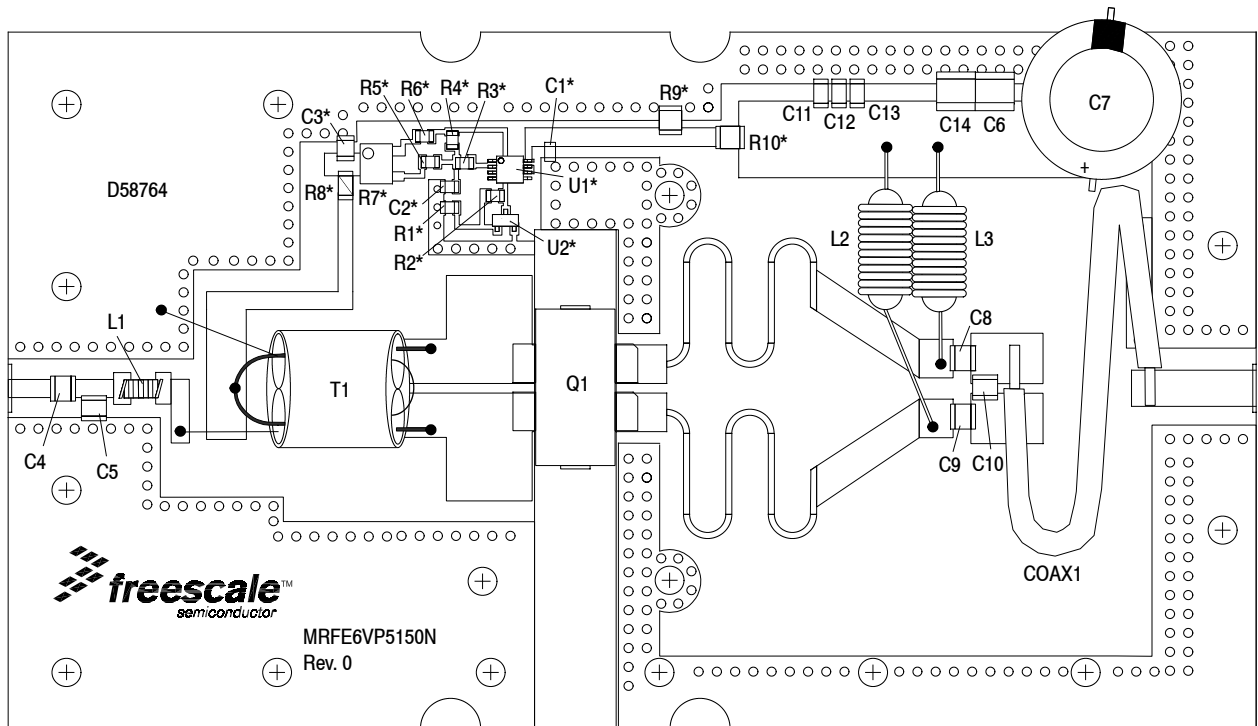 R5*
R6*
R4*
R3*
C1*
R9*
C3*
C11
C12
C13
C14
C6
C7
+
R10*
D58764
R8*
R7*
U1*
C2*
R1*
U2*
R2*
L2
L3
L1
C8
T1
Q1
C4
C5
C9
C10
COAX1
freescale™
semiconductor
MRFE6VP5150N
Rev. 0